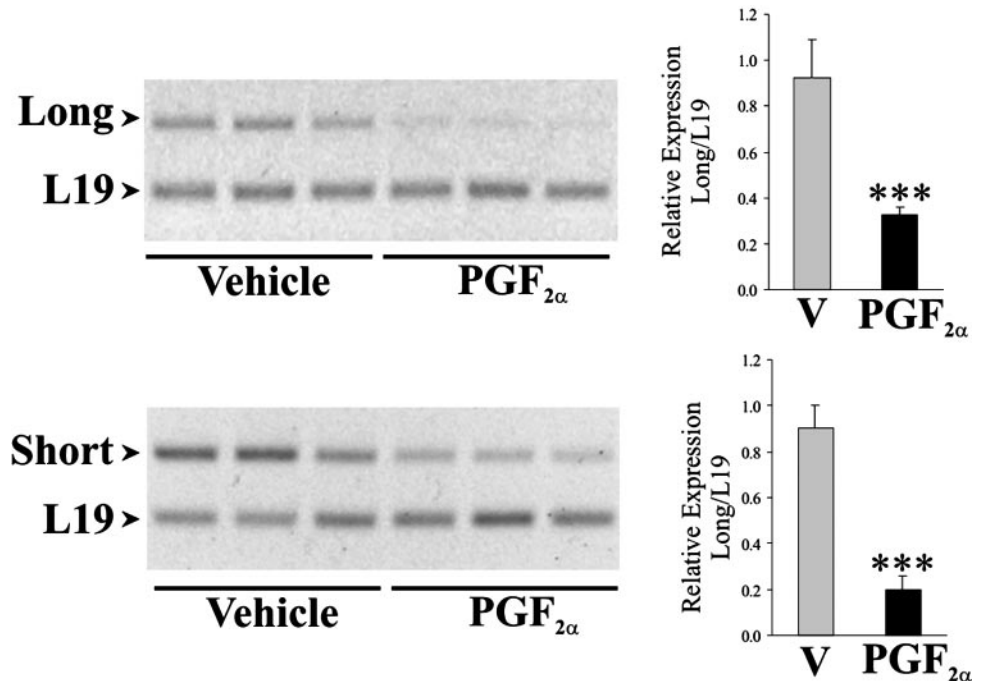 Long
L19
Vehicle
PGF2α
Relative Expression
Long/L19
1.2
1.0
0.8
0.6
0.4
0.2
0.0
***
V
PGF2α
Short
L19
Vehicle
PGF2α
Relative Expression
Long/L19
1.2
1.0
0.8
0.6
0.4
0.2
0.0
***
V
PGF2α